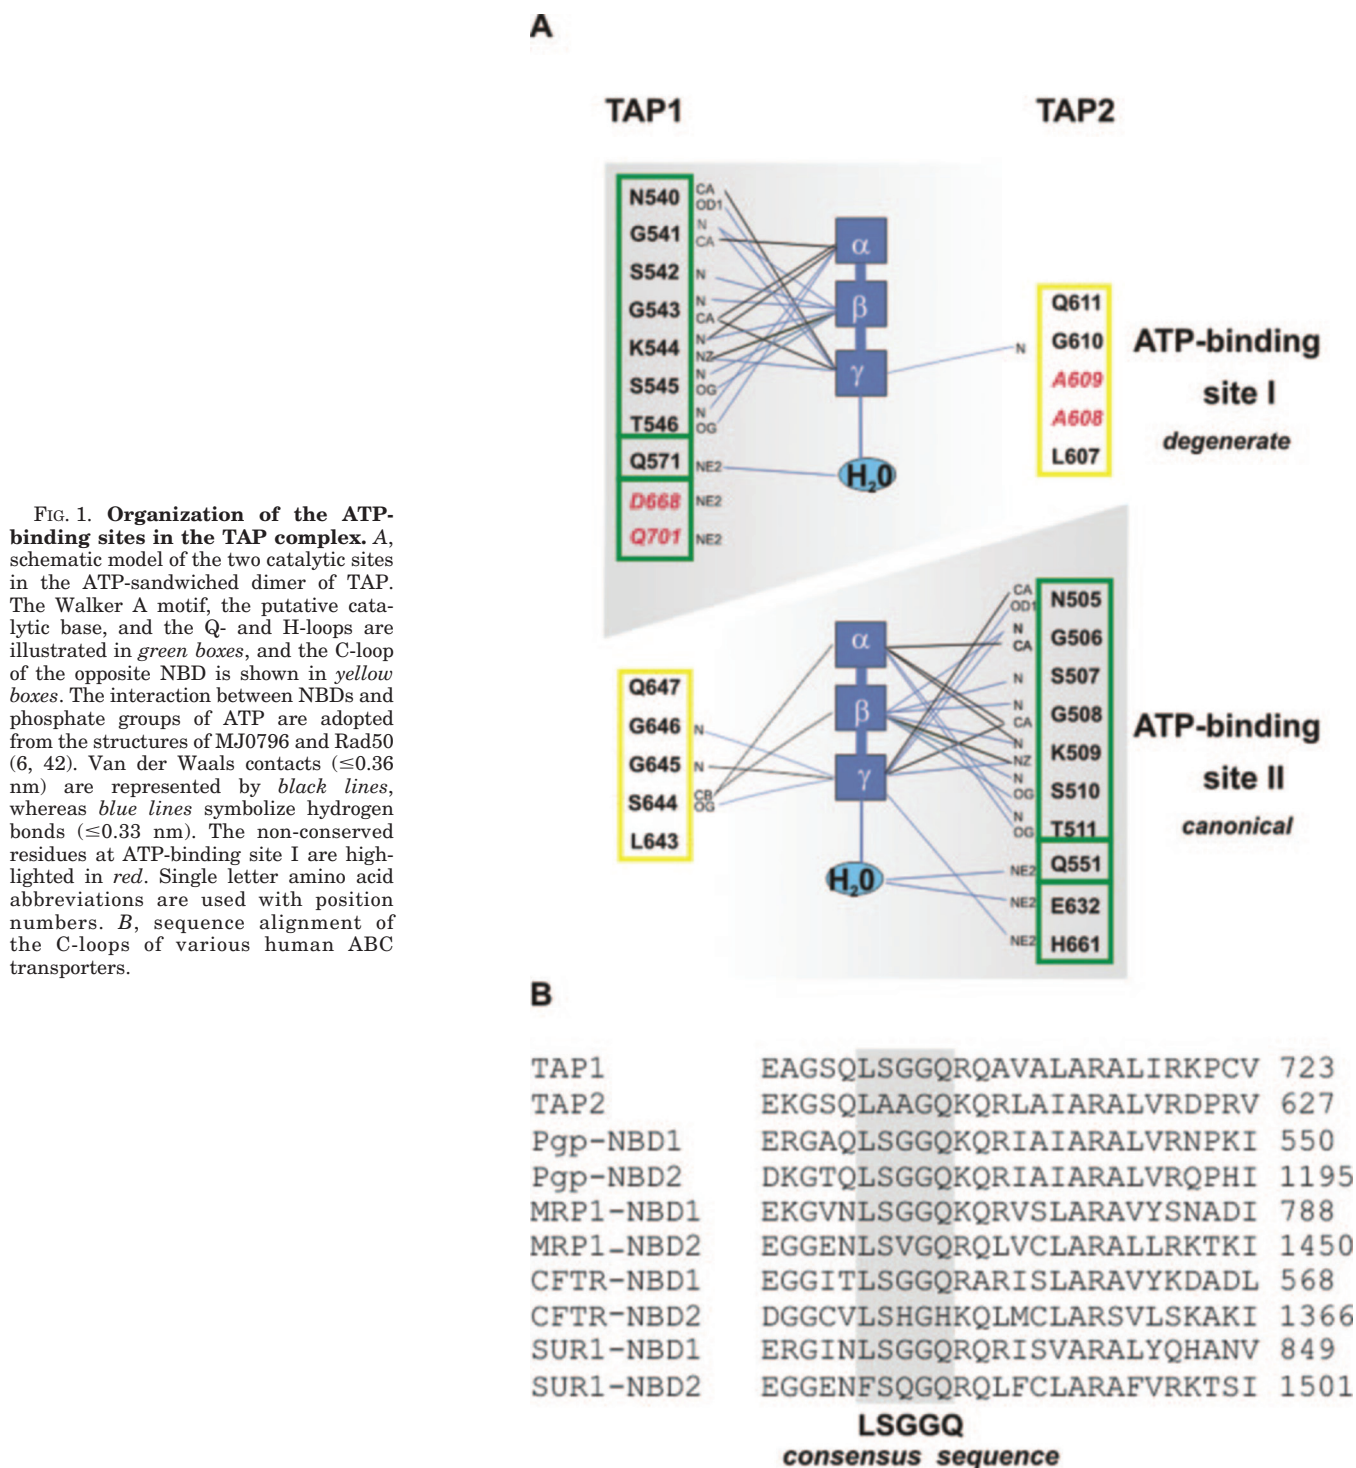 A
TAP1
TAP2
N540 CA
OD1
G541 N
CA
S542 N
G543 N
CA
K544 N
NZ
S545 N
OG
T546 N
OG
Q571 NE2
D668 NE2
Q701 NE2
α
β
γ
H20
N
Q611
G610
A609
A608
L607
ATP-binding
site I
degenerate
Q647
G646 N
G645 N
S644 CB
OG
L643
α
β
γ
H20
CA
OD1 N505
N
CA G506
N S507
N
CA G508
N
NZ K509
N
OG S510
N
OG T511
NE2 Q551
NE2 E632
NE2 H661
ATP-binding
site II
canonical
FIG. 1. Organization of the ATP-
binding sites in the TAP complex. A,
schematic model of the two catalytic sites
in the ATP-sandwiched dimer of TAP.
The Walker A motif, the putative cata-
lytic base, and the Q- and H-loops are
illustrated in green boxes, and the C-loop
of the opposite NBD is shown in yellow
boxes. The interaction between NBDs and
phosphate groups of ATP are adopted
from the structures of MJ0796 and Rad50
(6, 42). Van der Waals contacts (≤0.36
nm) are represented by black lines,
whereas blue lines symbolize hydrogen
bonds (≤0.33 nm). The non-conserved
residues at ATP-binding site I are high-
lighted in red. Single letter amino acid
abbreviations are used with position
numbers. B, sequence alignment of
the C-loops of various human ABC
transporters.
B
TAP1 EAGSQLSGGQRQAVALARALIRKPCV 723
TAP2 EKGSQLAAGQKQRLAIARALVRDPRV 627
Pgp-NBD1 ERGAQLSGGQKQRIAIARALVRNPKI 550
Pgp-NBD2 DKGTQLSGGQKQRIAIARALVRQPHI 1195
MRP1-NBD1 EKGVNLSGGQKQRVSLARAVYSNADI 788
MRP1-NBD2 EGGENLSVGQRQLVCLARALLRKTKI 1450
CFTR-NBD1 EGGITLSGGQRARISLARAVYKDADL 568
CFTR-NBD2 DGGCVLSHGHKQLMCLARSVLSKAKI 1366
SUR1-NBD1 ERGINLSGGQRQRISVARALYQHANV 849
SUR1-NBD2 EGGENFSQGQRQLFCLARAFVRKTSI 1501
LSGGQ
consensus sequence